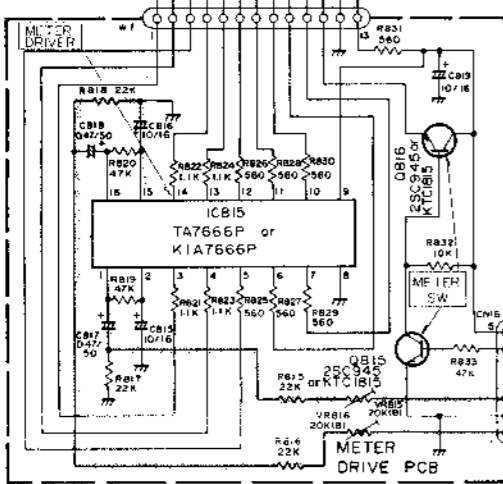 W1
13
R831
560
METER
DRIVER
R818 22K
C819
10/16
C818
0.47/50
C816
10/16
R820
47K
R822
1.1K
R824
1.1K
R826
560
R828
560
R830
560
Q816
2SC945 or
KTC1815
16
15
14
13
12
11
10
9
IC815
TA7666P or
KIA7666P
R832
10K
1
2
3
4
5
6
7
8
R819
47K
R821
1.1K
R823
1.1K
R825
560
R827
560
R829
560
METER
SW
CN16
5
C817
0.47/
50
C815
10/16
Q815
2SC945
or KTC1815
R833
47K
R817
22K
R815
22K
VR815
20K(B)
VR816
20K(B)
R816
22K
METER
DRIVE PCB